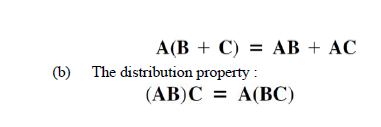 A(B + C) = AB + AC
(b) The distribution property :
(AB)C = A(BC)